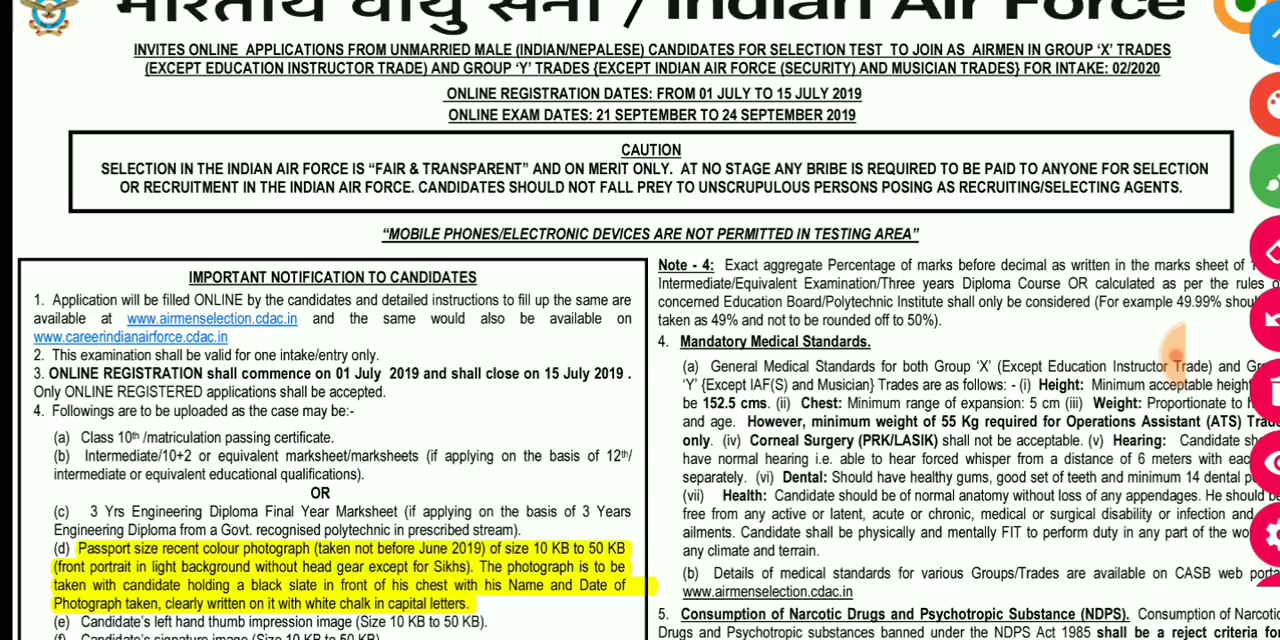 भारतीय वायु सेना / Indian Air Force
INVITES ONLINE APPLICATIONS FROM UNMARRIED MALE (INDIAN/NEPALESE) CANDIDATES FOR SELECTION TEST TO JOIN AS AIRMEN IN GROUP ‘X’ TRADES
(EXCEPT EDUCATION INSTRUCTOR TRADE) AND GROUP ‘Y’ TRADES {EXCEPT INDIAN AIR FORCE (SECURITY) AND MUSICIAN TRADES} FOR INTAKE: 02/2020
ONLINE REGISTRATION DATES: FROM 01 JULY TO 15 JULY 2019
ONLINE EXAM DATES: 21 SEPTEMBER TO 24 SEPTEMBER 2019
CAUTION
SELECTION IN THE INDIAN AIR FORCE IS “FAIR & TRANSPARENT” AND ON MERIT ONLY. AT NO STAGE ANY BRIBE IS REQUIRED TO BE PAID TO ANYONE FOR SELECTION
OR RECRUITMENT IN THE INDIAN AIR FORCE. CANDIDATES SHOULD NOT FALL PREY TO UNSCRUPULOUS PERSONS POSING AS RECRUITING/SELECTING AGENTS.
“MOBILE PHONES/ELECTRONIC DEVICES ARE NOT PERMITTED IN TESTING AREA”
IMPORTANT NOTIFICATION TO CANDIDATES
1. Application will be filled ONLINE by the candidates and detailed instructions to fill up the same are
available at www.airmenselection.cdac.in and the same would also be available on
www.careerindianairforce.cdac.in
2. This examination shall be valid for one intake/entry only.
3. ONLINE REGISTRATION shall commence on 01 July 2019 and shall close on 15 July 2019 .
Only ONLINE REGISTERED applications shall be accepted.
4. Followings are to be uploaded as the case may be:-
(a) Class 10th /matriculation passing certificate.
(b) Intermediate/10+2 or equivalent marksheet/marksheets (if applying on the basis of 12th/
intermediate or equivalent educational qualifications).
OR
(c) 3 Yrs Engineering Diploma Final Year Marksheet (if applying on the basis of 3 Years
Engineering Diploma from a Govt. recognised polytechnic in prescribed stream).
(d) Passport size recent colour photograph (taken not before June 2019) of size 10 KB to 50 KB
(front portrait in light background without head gear except for Sikhs). The photograph is to be
taken with candidate holding a black slate in front of his chest with his Name and Date of
Photograph taken, clearly written on it with white chalk in capital letters.
(e) Candidate's left hand thumb impression image (Size 10 KB to 50 KB).
(f) Candidate's signature image (Size 10 KB to 50 KB)
Note - 4: Exact aggregate Percentage of marks before decimal as written in the marks sheet of
Intermediate/Equivalent Examination/Three years Diploma Course OR calculated as per the rules
concerned Education Board/Polytechnic Institute shall only be considered (For example 49.99%
taken as 49% and not to be rounded off to 50%).
4. Mandatory Medical Standards.
(a) General Medical Standards for both Group ‘X’ (Except Education Instructor Trade) and
‘Y’ {Except IAF(S) and Musician} Trades are as follows: - (i) Height: Minimum acceptable height
be 152.5 cms. (ii) Chest: Minimum range of expansion: 5 cm (iii) Weight: Proportionate to
and age. However, minimum weight of 55 Kg required for Operations Assistant (ATS)
only. (iv) Corneal Surgery (PRK/LASIK) shall not be acceptable. (v) Hearing: Candidate
have normal hearing i.e. able to hear forced whisper from a distance of 6 meters with
separately. (vi) Dental: Should have healthy gums, good set of teeth and minimum 14 dental
(vii) Health: Candidate should be of normal anatomy without loss of any appendages. He should
free from any active or latent, acute or chronic, medical or surgical disability or infection and
ailments. Candidate shall be physically and mentally FIT to perform duty in any part of the
any climate and terrain.
(b) Details of medical standards for various Groups/Trades are available on CASB web
www.airmenselection.cdac.in
5. Consumption of Narcotic Drugs and Psychotropic Substance (NDPS). Consumption of
Drugs and Psychotropic substances banned under the NDPS Act 1985 shall be a reject criteria